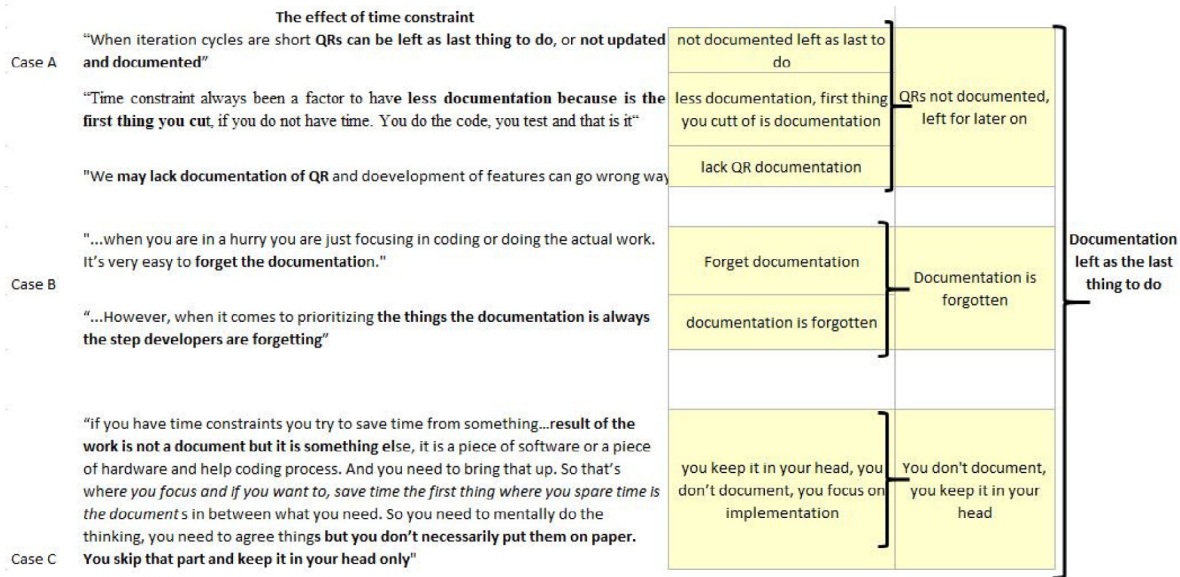 The effect of time constraint
Case A
“When iteration cycles are short QRs can be left as last thing to do, or not updated
and documented”
not documented left as last to
do
“Time constraint always been a factor to have less documentation because is the
first thing you cut, if you do not have time. You do the code, you test and that is it“
less documentation, first thing
you cutt of is documentation
QRs not documented,
left for later on
"We may lack documentation of QR and doevelopment of features can go wrong way
lack QR documentation
Case B
"...when you are in a hurry you are just focusing in coding or doing the actual work.
It’s very easy to forget the documentation."
Forget documentation
“...However, when it comes to prioritizing the things the documentation is always
the step developers are forgetting”
documentation is forgotten
Documentation is
forgotten
Documentation
left as the last
thing to do
Case C
“if you have time constraints you try to save time from something…result of the
work is not a document but it is something else, it is a piece of software or a piece
of hardware and help coding process. And you need to bring that up. So that’s
where you focus and if you want to, save time the first thing where you spare time is
the document s in between what you need. So you need to mentally do the
thinking, you need to agree things but you don’t necessarily put them on paper.
You skip that part and keep it in your head only"
you keep it in your head, you
don’t document, you focus on
implementation
You don't document,
you keep it in your
head